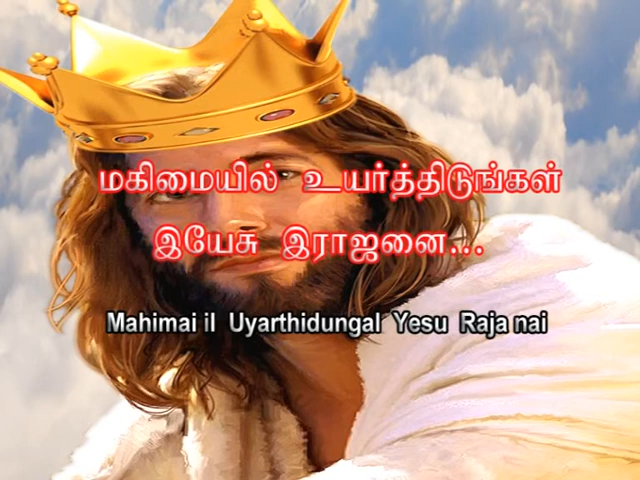 மகிமையில் உயர்த்திடுங்கள்
இயேசு இராஜனை...
Mahimai il Uyarthidungal Yesu Raja nai